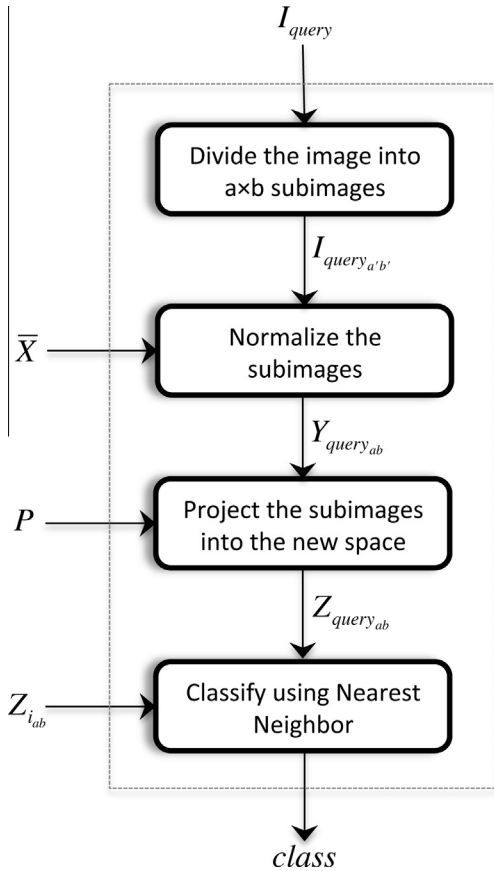 I_query
Divide the image into
a×b subimages
I_query_a'b'
X̅
Normalize the
subimages
Y_query_ab
P
Project the subimages
into the new space
Z_query_ab
Z_i_ab
Classify using Nearest
Neighbor
class